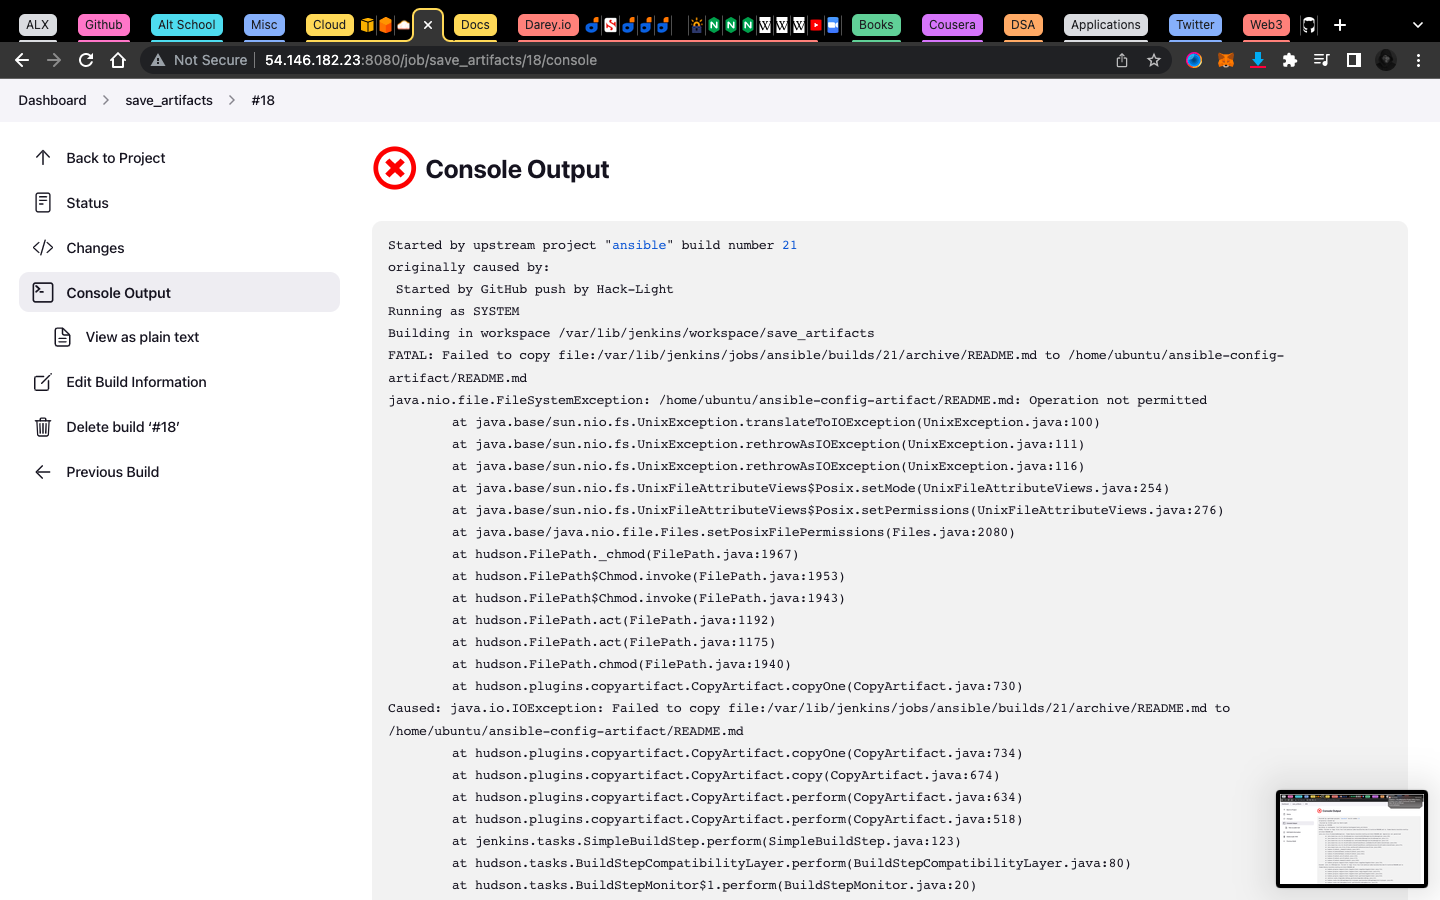 ALX
Github
Alt School
Misc
Cloud
Docs
Darey.io
Books
Cousera
DSA
Applications
Twitter
Web3
Not Secure
54.146.182.23:8080/job/save_artifacts/18/console
Dashboard
save_artifacts
#18
Back to Project
Status
Changes
Console Output
View as plain text
Edit Build Information
Delete build ‘#18’
Previous Build
Console Output
Started by upstream project "ansible" build number 21
originally caused by:
Started by GitHub push by Hack-Light
Running as SYSTEM
Building in workspace /var/lib/jenkins/workspace/save_artifacts
FATAL: Failed to copy file:/var/lib/jenkins/jobs/ansible/builds/21/archive/README.md to /home/ubuntu/ansible-config-
artifact/README.md
java.nio.file.FileSystemException: /home/ubuntu/ansible-config-artifact/README.md: Operation not permitted
at java.base/sun.nio.fs.UnixException.translateToIOException(UnixException.java:100)
at java.base/sun.nio.fs.UnixException.rethrowAsIOException(UnixException.java:111)
at java.base/sun.nio.fs.UnixException.rethrowAsIOException(UnixException.java:116)
at java.base/sun.nio.fs.UnixFileAttributeViews$Posix.setMode(UnixFileAttributeViews.java:254)
at java.base/sun.nio.fs.UnixFileAttributeViews$Posix.setPermissions(UnixFileAttributeViews.java:276)
at java.base/java.nio.file.Files.setPosixFilePermissions(Files.java:2080)
at hudson.FilePath._chmod(FilePath.java:1967)
at hudson.FilePath$Chmod.invoke(FilePath.java:1953)
at hudson.FilePath$Chmod.invoke(FilePath.java:1943)
at hudson.FilePath.act(FilePath.java:1192)
at hudson.FilePath.act(FilePath.java:1175)
at hudson.FilePath.chmod(FilePath.java:1940)
at hudson.plugins.copyartifact.CopyArtifact.copyOne(CopyArtifact.java:730)
Caused: java.io.IOException: Failed to copy file:/var/lib/jenkins/jobs/ansible/builds/21/archive/README.md to
/home/ubuntu/ansible-config-artifact/README.md
at hudson.plugins.copyartifact.CopyArtifact.copyOne(CopyArtifact.java:734)
at hudson.plugins.copyartifact.CopyArtifact.copy(CopyArtifact.java:674)
at hudson.plugins.copyartifact.CopyArtifact.perform(CopyArtifact.java:634)
at hudson.plugins.copyartifact.CopyArtifact.perform(CopyArtifact.java:518)
at jenkins.tasks.SimpleBuildStep.perform(SimpleBuildStep.java:123)
at hudson.tasks.BuildStepCompatibilityLayer.perform(BuildStepCompatibilityLayer.java:80)
at hudson.tasks.BuildStepMonitor$1.perform(BuildStepMonitor.java:20)
Console Output